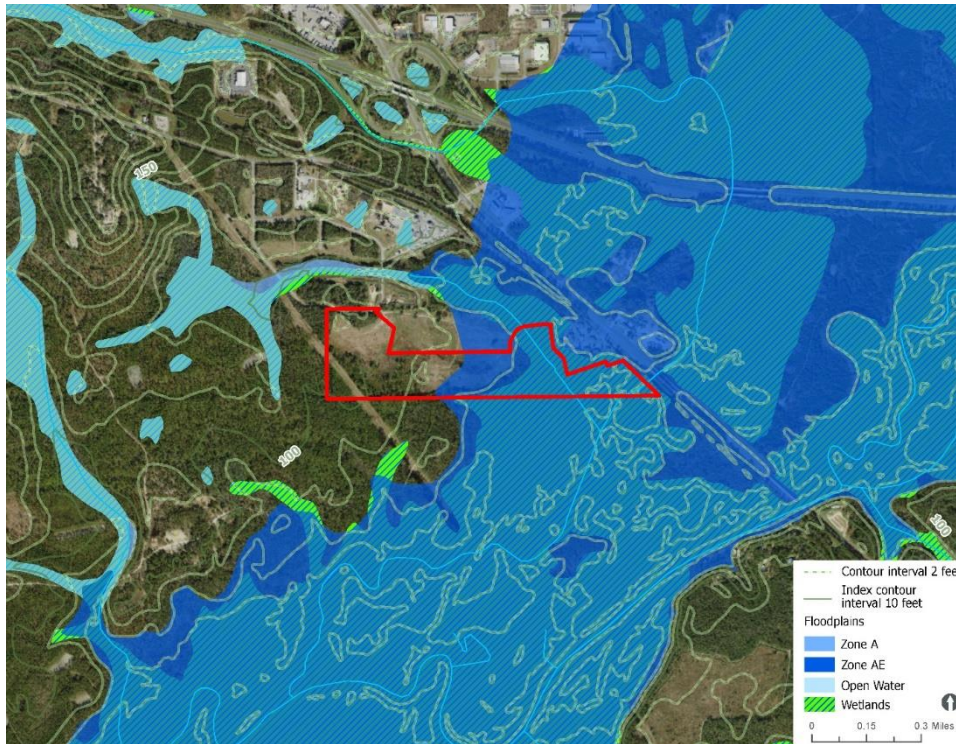 150
100
100
Contour interval 2 fee
Index contour
interval 10 feet
Floodplains
Zone A
Zone AE
Open Water
Wetlands
0 0.15 0.3 Miles